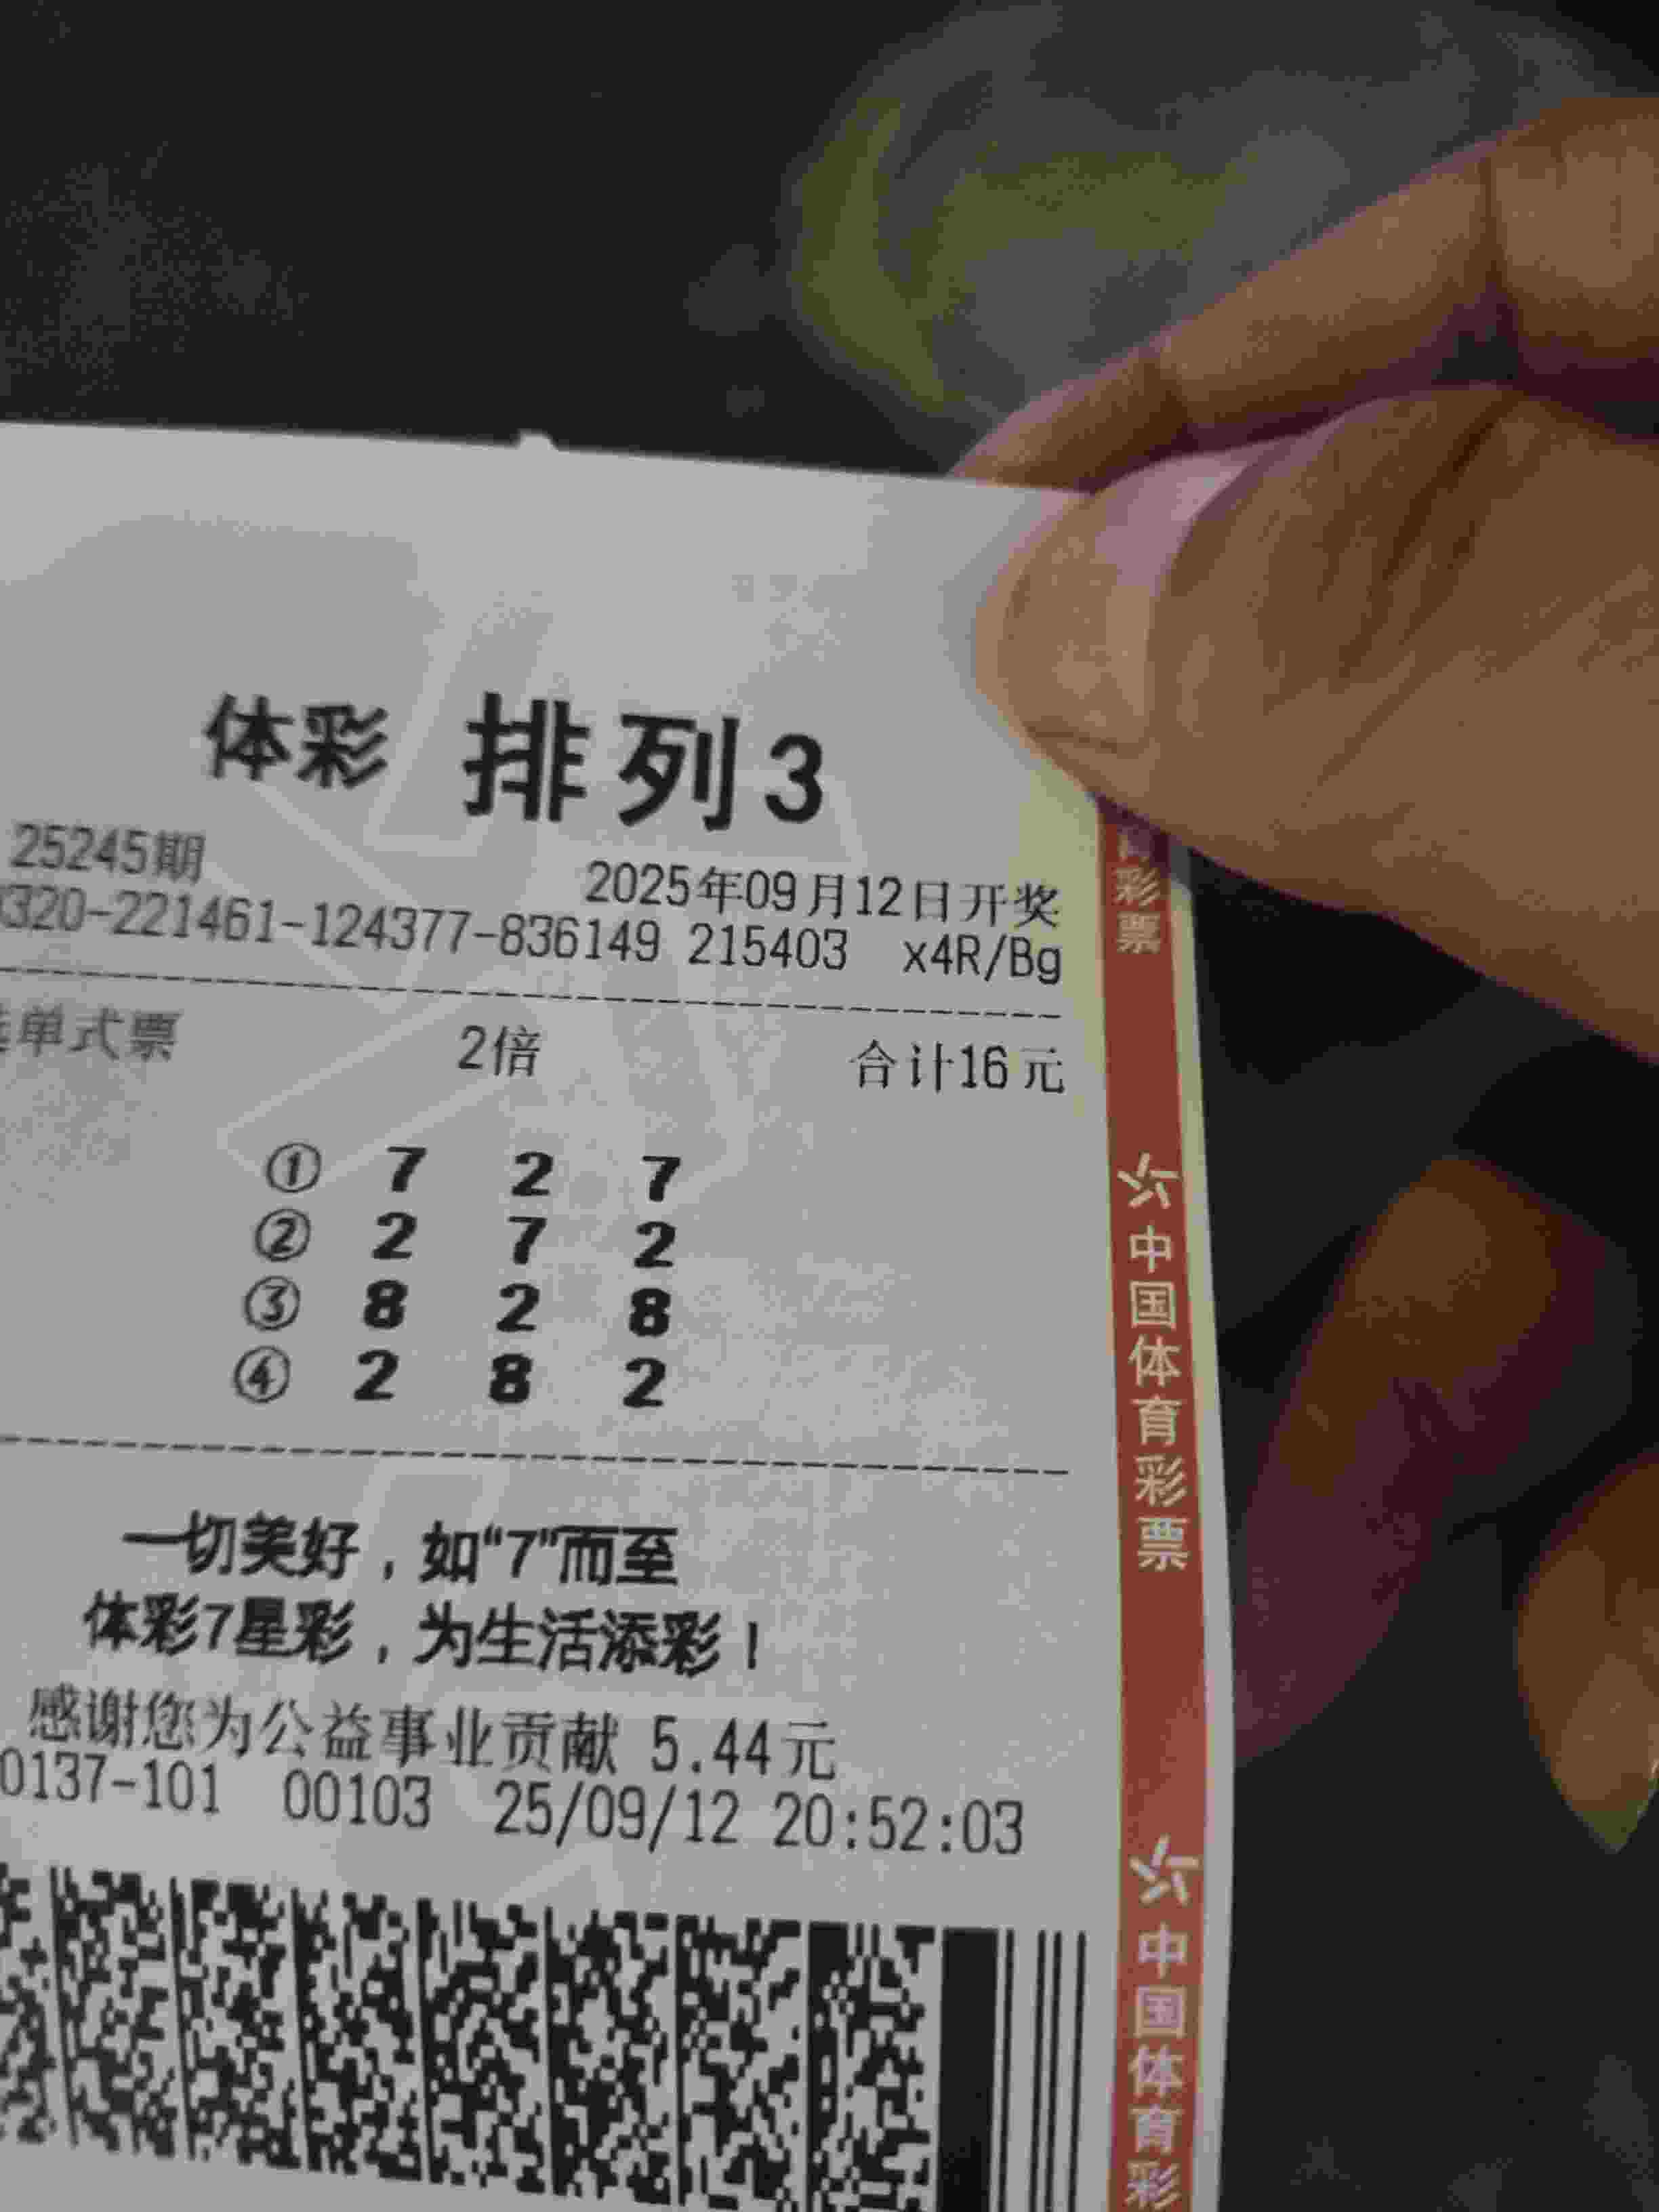 体彩 排列3
25245期 2025年09月12日开奖
320-221461-124377-836149 215403 x4R/Bg
单式票 2倍 合计16元
① 7 2 7
② 2 7 2
③ 8 2 8
④ 2 8 2
一切美好，如“7”而至
体彩7星彩，为生活添彩！
感谢您为公益事业贡献 5.44元
0137-101 00103 25/09/12 20:52:03
彩票
中国体育彩票
中国体育彩